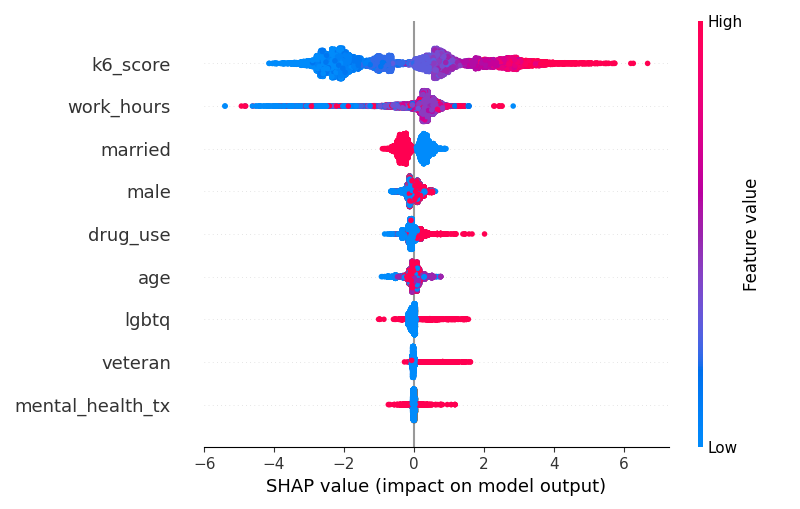 High
k6_score
work_hours
married
male
drug_use
age
lgbtq
veteran
mental_health_tx
Feature value
Low
−6 −4 −2 0 2 4 6
SHAP value (impact on model output)